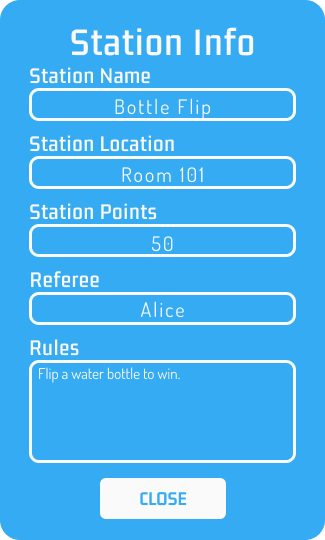 Station Info
Station Name
Bottle Flip
Station Location
Room 101
Station Points
50
Referee
Alice
Rules
Flip a water bottle to win.
CLOSE